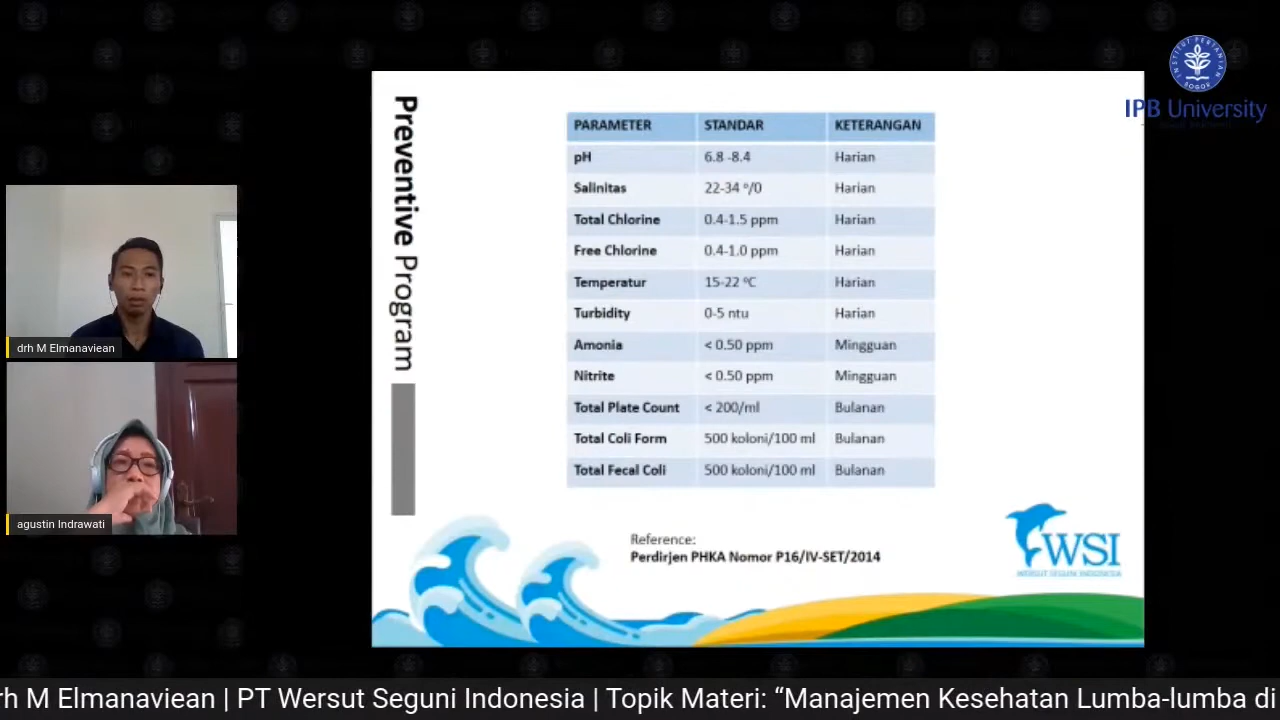 INSTITUT PERTANIAN
BOGOR
IPB University
Preventive Program
PARAMETER STANDAR KETERANGAN
pH 6.8 -8.4 Harian
Salinitas 22-34 º/0 Harian
Total Chlorine 0.4-1.5 ppm Harian
Free Chlorine 0.4-1.0 ppm Harian
Temperatur 15-22 ºC Harian
Turbidity 0-5 ntu Harian
Amonia < 0.50 ppm Mingguan
Nitrite < 0.50 ppm Mingguan
Total Plate Count < 200/ml Bulanan
Total Coli Form 500 koloni/100 ml Bulanan
Total Fecal Coli 500 koloni/100 ml Bulanan
drh M Elmanaviean
agustin Indrawati
Reference:
Perdirjen PHKA Nomor P16/IV-SET/2014
WSI
WERSUT SEGUNI INDONESIA
rh M Elmanaviean | PT Wersut Seguni Indonesia | Topik Materi: “Manajemen Kesehatan Lumba-lumba di